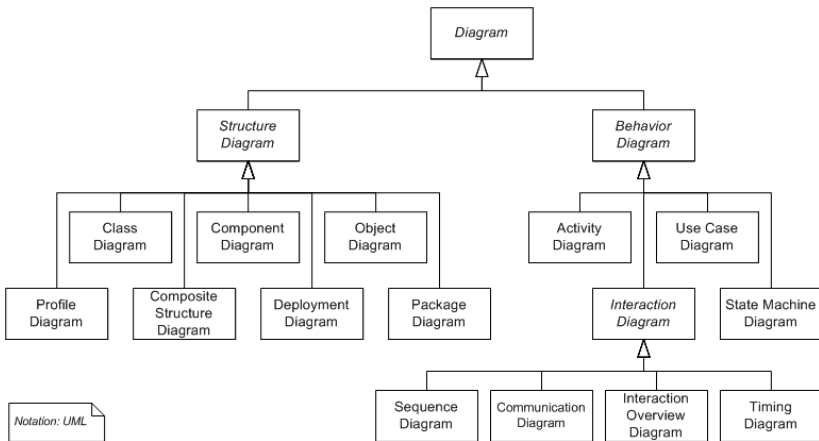 Diagram
Structure
Diagram
Behavior
Diagram
Class
Diagram
Component
Diagram
Object
Diagram
Activity
Diagram
Use Case
Diagram
Profile
Diagram
Composite
Structure
Diagram
Deployment
Diagram
Package
Diagram
Interaction
Diagram
State Machine
Diagram
Sequence
Diagram
Communication
Diagram
Interaction
Overview
Diagram
Timing
Diagram
Notation: UML